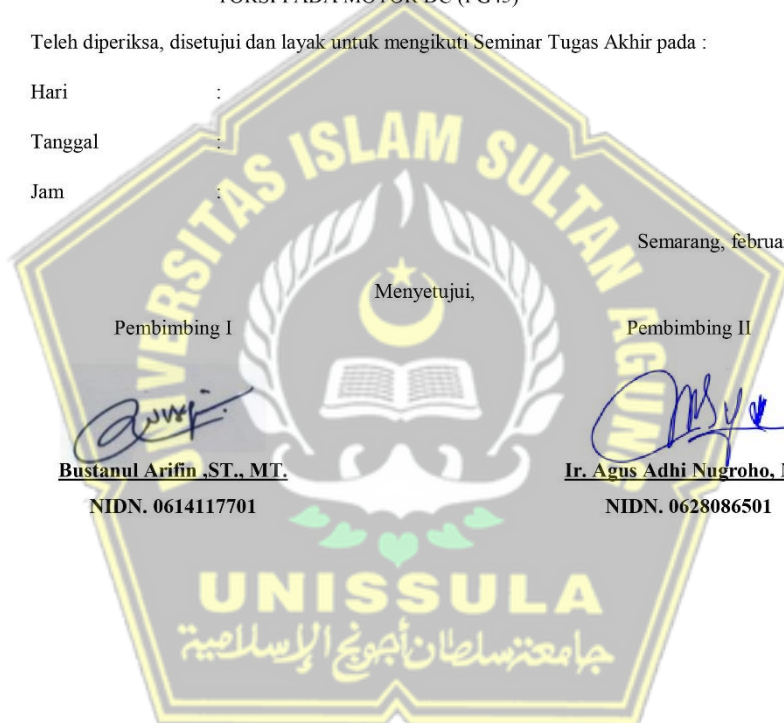 TORSI PADA MOTOR DC (PG45)
Teleh diperiksa, disetujui dan layak untuk mengikuti Seminar Tugas Akhir pada :
Hari :
Tanggal :
Jam :
Semarang, februa
Menyetujui,
Pembimbing I Pembimbing II
Bustanul Arifin ,ST., MT. Ir. Agus Adhi Nugroho,
NIDN. 0614117701 NIDN. 0628086501
UNIVERSITAS ISLAM SULTAN AGUNG
UNISSULA
جامعة سلطان أجونج الإسلامية